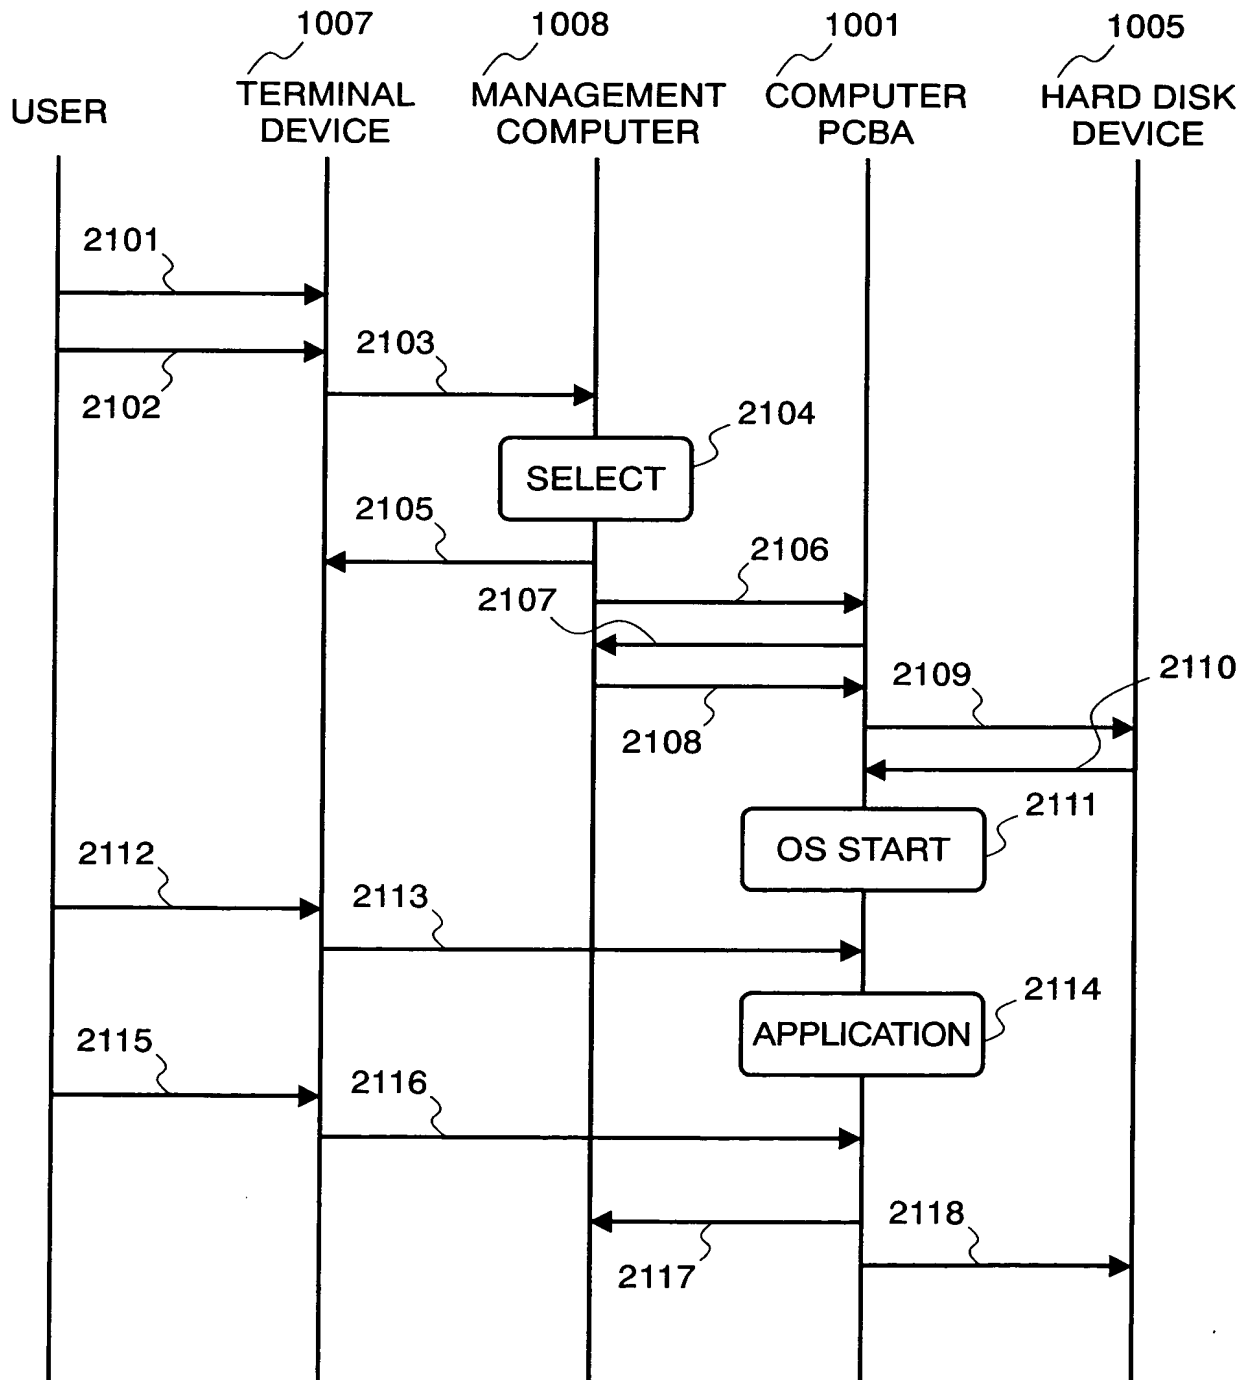 1007
1008
1001
1005
USER
TERMINAL
DEVICE
MANAGEMENT
COMPUTER
COMPUTER
PCBA
HARD DISK
DEVICE
2101
2102
2103
2104
SELECT
2105
2106
2107
2108
2109
2110
2111
OS START
2112
2113
2114
APPLICATION
2115
2116
2117
2118